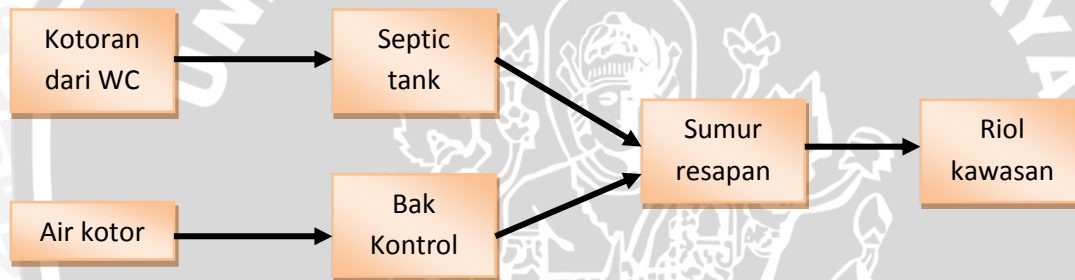 Kotoran
dari WC
Septic
tank
Sumur
resapan
Riol
kawasan
Air kotor
Bak
Kontrol